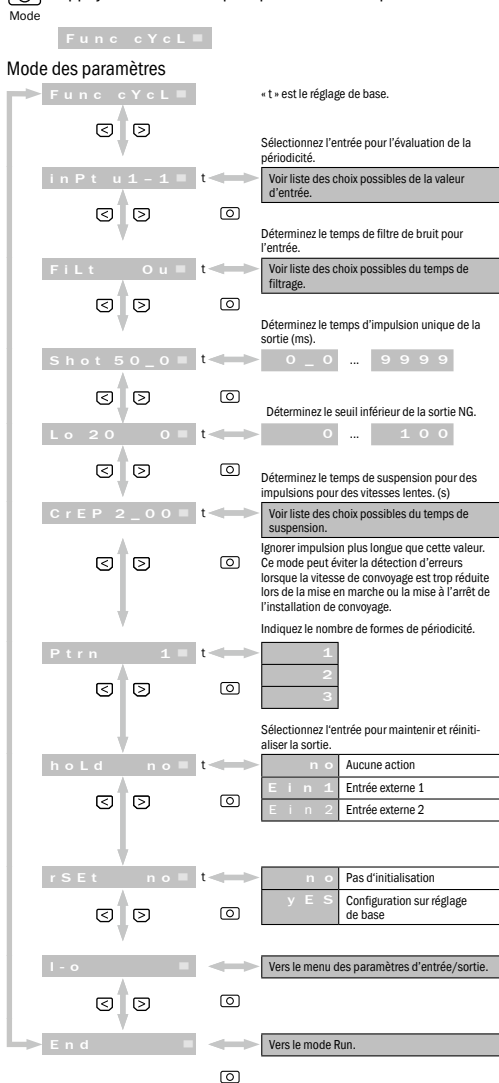 Mode
Func cYcL
Mode des paramètres
Func cYcL
« t » est le réglage de base.
Sélectionnez l'entrée pour l'évaluation de la
périodicité.
inPt u1-1 t
Voir liste des choix possibles de la valeur
d'entrée.
Déterminez le temps de filtre de bruit pour
l'entrée.
FiLt 0u t
Voir liste des choix possibles du temps de
filtrage.
Déterminez le temps d'impulsion unique de la
sortie (ms).
Shot 50_0 t
0_0 ... 9999
Déterminez le seuil inférieur de la sortie NG.
Lo 20 0 t
0 ... 100
Déterminez le temps de suspension pour des
impulsions pour des vitesses lentes. (s)
CrEP 2_00 t
Voir liste des choix possibles du temps de
suspension.
Ignorer impulsion plus longue que cette valeur.
Ce mode peut éviter la détection d'erreurs
lorsque la vitesse de convoyage est trop réduite
lors de la mise en marche ou la mise à l'arrêt de
l'installation de convoyage.
Indiquez le nombre de formes de périodicité.
Ptrn 1 t
1
2
3
Sélectionnez l'entrée pour maintenir et réiniti-
aliser la sortie.
hoLd no t
no Aucune action
Ein1 Entrée externe 1
Ein2 Entrée externe 2
rSEt no t
no Pas d'initialisation
yES Configuration sur réglage
de base
I-o
Vers le menu des paramètres d'entrée/sortie.
End
Vers le mode Run.